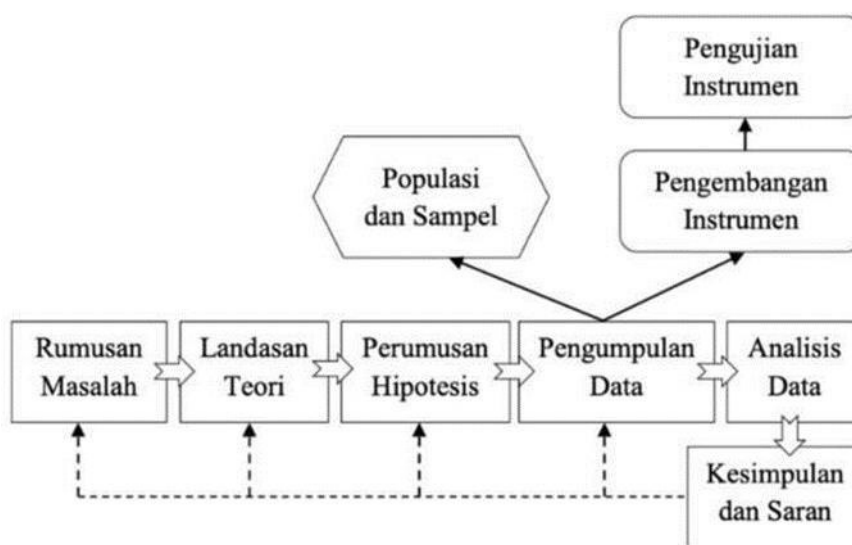 Pengujian
Instrumen
Populasi
dan Sampel
Pengembangan
Instrumen
Rumusan
Masalah
Landasan
Teori
Perumusan
Hipotesis
Pengumpulan
Data
Analisis
Data
Kesimpulan
dan Saran